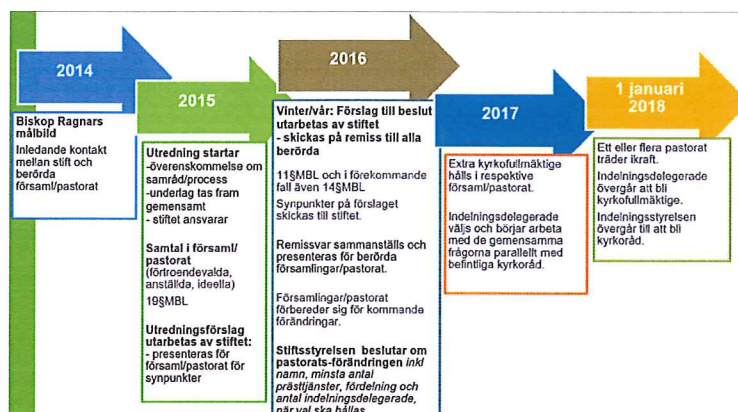 2014
Biskop Ragnars
målbild
Inledande kontakt
mellan stift och
berörda
församl/pastorat
2015
Utredning startar
-överenskommelse om
samråd/process
-underlag tas fram
gemensamt
- stiftet ansvarar
Samtal i församl/
pastorat
(förtroendevalda,
anställda, ideella)
19§MBL
Utredningsförslag
utarbetas av stiftet:
- presenteras för
församl/pastorat för
synpunkter
2016
Vinter/vår: Förslag till beslut
utarbetas av stiftet
- skickas på remiss till alla
berörda
11§MBL och i förekommande
fall även 14§MBL
Synpunkter på förslaget
skickas till stiftet.
Remissvar sammanställs och
presenteras för berörda
församlingar/pastorat.
Församlingar/pastorat
förbereder sig för kommande
förändringar.
Stiftsstyrelsen beslutar om
pastorats-förändringen inkl
namn, minsta antal
prästtjänster, fördelning och
antal indelningsdelegerade,
när val ska hållas
2017
Extra kyrkofullmäktige
hålls i respektive
församl/pastorat.
Indelningsdelegerade
väljs och börjar arbeta
med de gemensamma
frågorna parallellt med
befintliga kyrkoråd.
1 januari
2018
Ett eller flera pastorat
träder ikraft.
Indelningsdelegerade
övergår att bli
kyrkofullmäktige.
Indelningsstyrelsen
övergår till att bli
kyrkoråd.